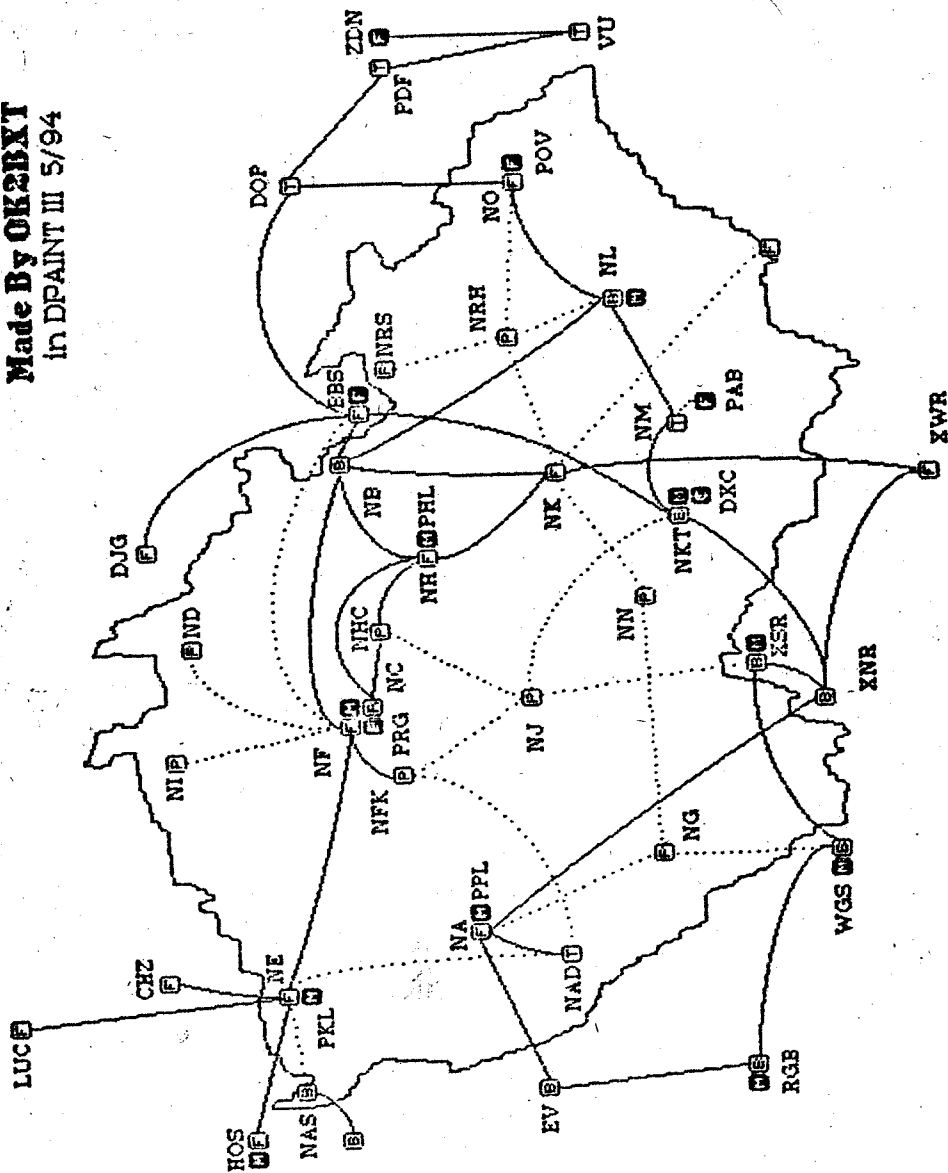 Made By OK2BXT
in DPAINT III 5/94
LUC
HOS
CHZ
NAS
NE
PKL
EV
RGB
NA
PPL
NAD
NI
ND
NF
PRG
NFK
NC
NHC
NG
WGS
NJ
XSR
XNR
NN
DJG
NB
NH
PHL
NK
NKT
DXC
NM
PAB
XWR
EBS
NRS
NRH
NL
NO
POV
DOP
PDF
ZDN
VU